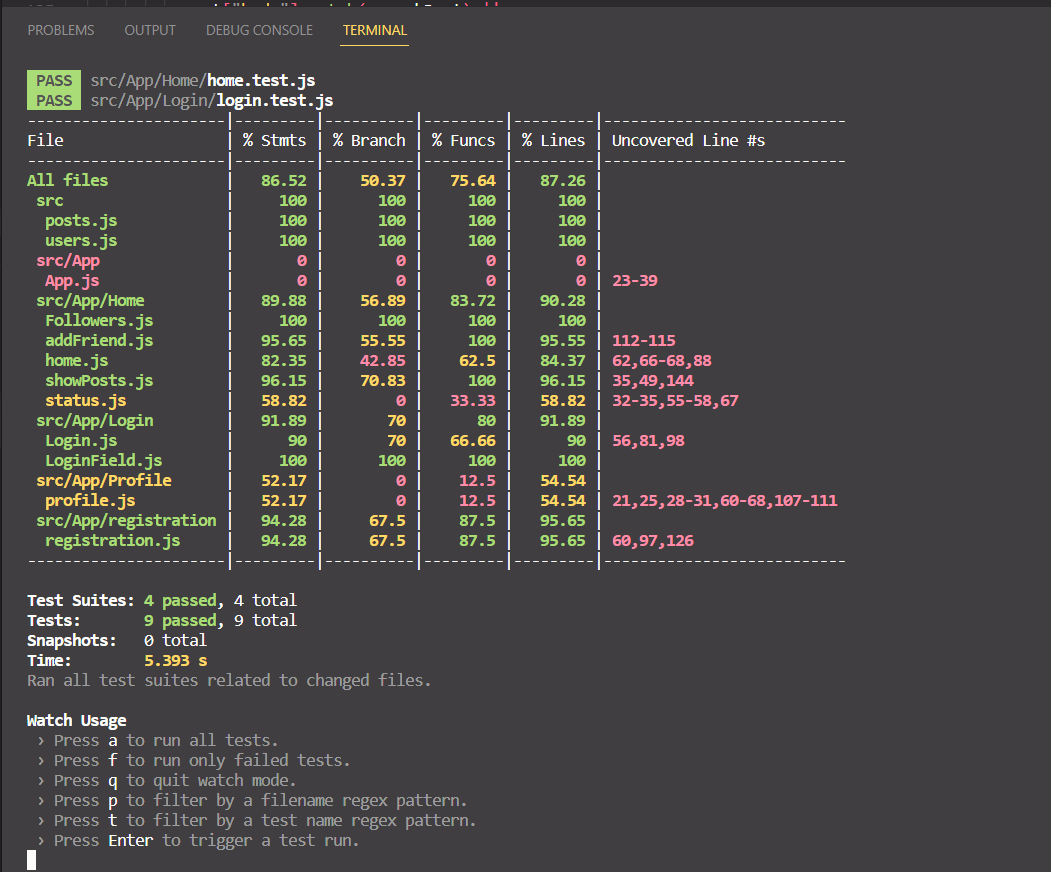 PROBLEMS OUTPUT DEBUG CONSOLE TERMINAL
PASS src/App/Home/home.test.js
PASS src/App/Login/login.test.js
----------------------|---------|----------|---------|---------|---------------------------
File | % Stmts | % Branch | % Funcs | % Lines | Uncovered Line #s
----------------------|---------|----------|---------|---------|---------------------------
All files | 86.52 | 50.37 | 75.64 | 87.26 |
src | 100 | 100 | 100 | 100 |
posts.js | 100 | 100 | 100 | 100 |
users.js | 100 | 100 | 100 | 100 |
src/App | 0 | 0 | 0 | 0 |
App.js | 0 | 0 | 0 | 0 | 23-39
src/App/Home | 89.88 | 56.89 | 83.72 | 90.28 |
Followers.js | 100 | 100 | 100 | 100 |
addFriend.js | 95.65 | 55.55 | 100 | 95.55 | 112-115
home.js | 82.35 | 42.85 | 62.5 | 84.37 | 62,66-68,88
showPosts.js | 96.15 | 70.83 | 100 | 96.15 | 35,49,144
status.js | 58.82 | 0 | 33.33 | 58.82 | 32-35,55-58,67
src/App/Login | 91.89 | 70 | 80 | 91.89 |
Login.js | 90 | 70 | 66.66 | 90 | 56,81,98
LoginField.js | 100 | 100 | 100 | 100 |
src/App/Profile | 52.17 | 0 | 12.5 | 54.54 |
profile.js | 52.17 | 0 | 12.5 | 54.54 | 21,25,28-31,60-68,107-111
src/App/registration | 94.28 | 67.5 | 87.5 | 95.65 |
registration.js | 94.28 | 67.5 | 87.5 | 95.65 | 60,97,126
----------------------|---------|----------|---------|---------|---------------------------
Test Suites: 4 passed, 4 total
Tests: 9 passed, 9 total
Snapshots: 0 total
Time: 5.393 s
Ran all test suites related to changed files.
Watch Usage
› Press a to run all tests.
› Press f to run only failed tests.
› Press q to quit watch mode.
› Press p to filter by a filename regex pattern.
› Press t to filter by a test name regex pattern.
› Press Enter to trigger a test run.